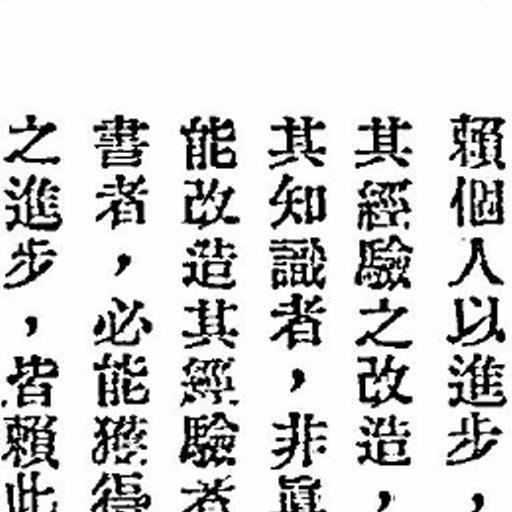 賴個人以進步，
其經驗之改造，
其知識者，非眞
能改造其經驗者
書者，必能獲得
之進步，皆賴此